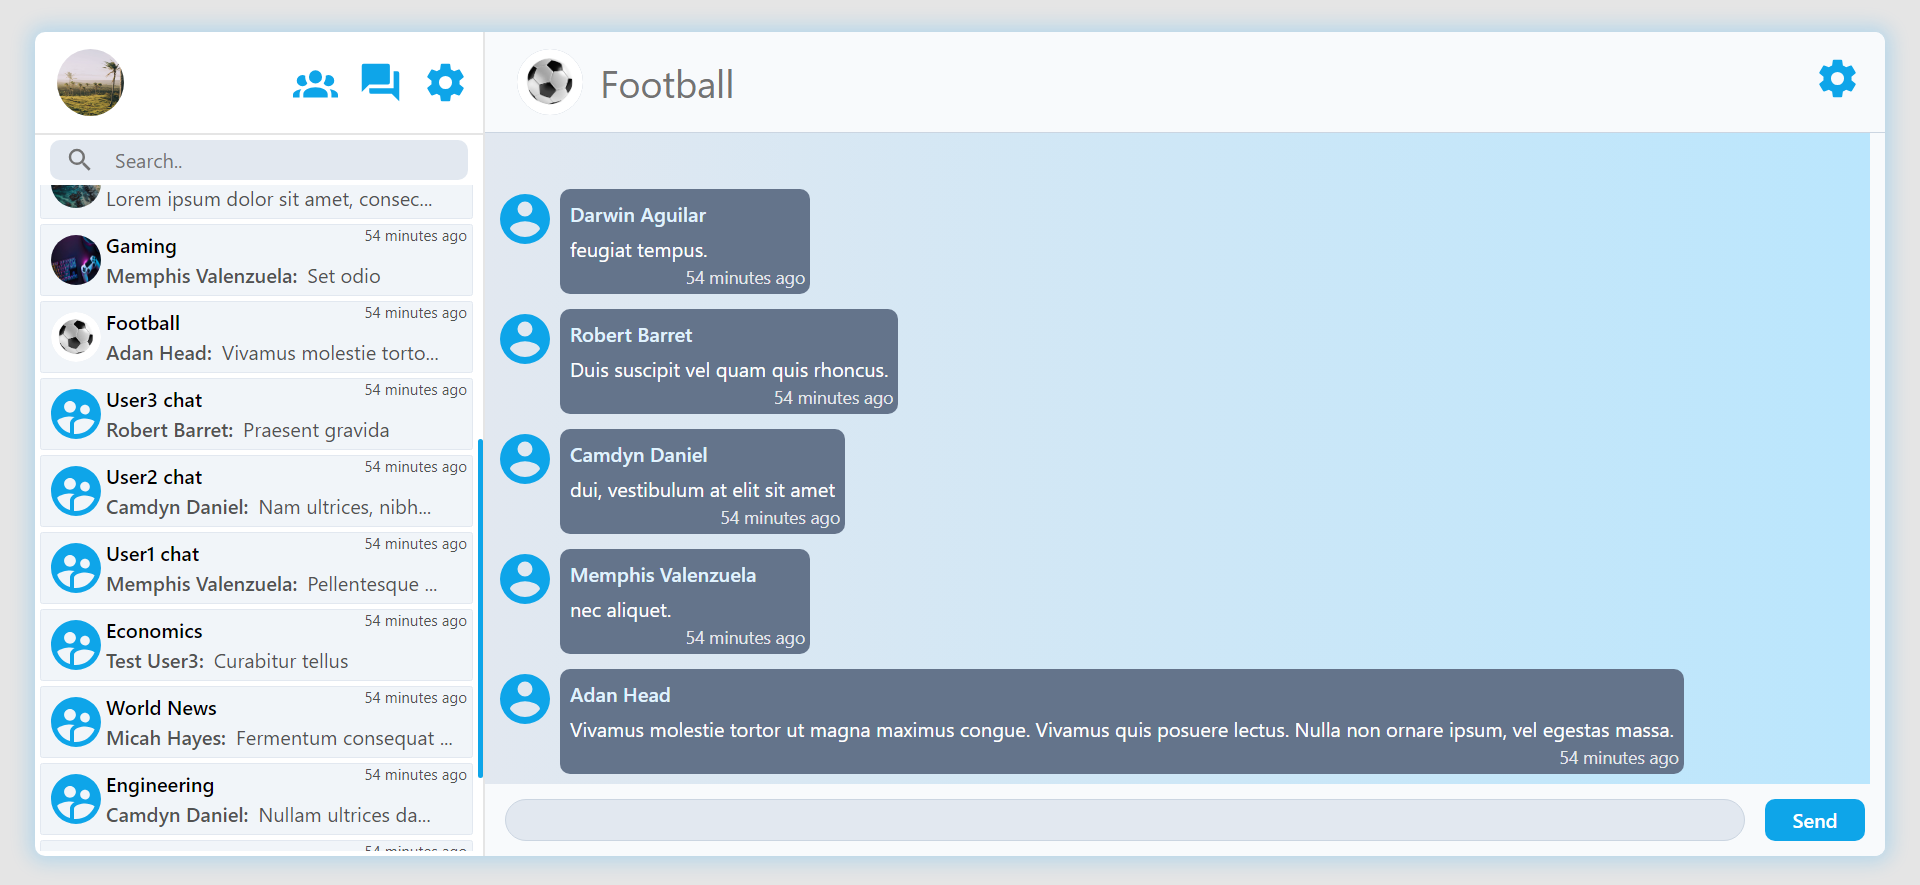 Search..
Lorem ipsum dolor sit amet, consec...
54 minutes ago
Gaming
Memphis Valenzuela: Set odio
54 minutes ago
Football
Adan Head: Vivamus molestie torto...
54 minutes ago
User3 chat
Robert Barret: Praesent gravida
54 minutes ago
User2 chat
Camdyn Daniel: Nam ultrices, nibh...
54 minutes ago
User1 chat
Memphis Valenzuela: Pellentesque ...
54 minutes ago
Economics
Test User3: Curabitur tellus
54 minutes ago
World News
Micah Hayes: Fermentum consequat ...
54 minutes ago
Engineering
Camdyn Daniel: Nullam ultrices da...
54 minutes ago
Football
Darwin Aguilar
feugiat tempus.
54 minutes ago
Robert Barret
Duis suscipit vel quam quis rhoncus.
54 minutes ago
Camdyn Daniel
dui, vestibulum at elit sit amet
54 minutes ago
Memphis Valenzuela
nec aliquet.
54 minutes ago
Adan Head
Vivamus molestie tortor ut magna maximus congue. Vivamus quis posuere lectus. Nulla non ornare ipsum, vel egestas massa.
54 minutes ago
Send